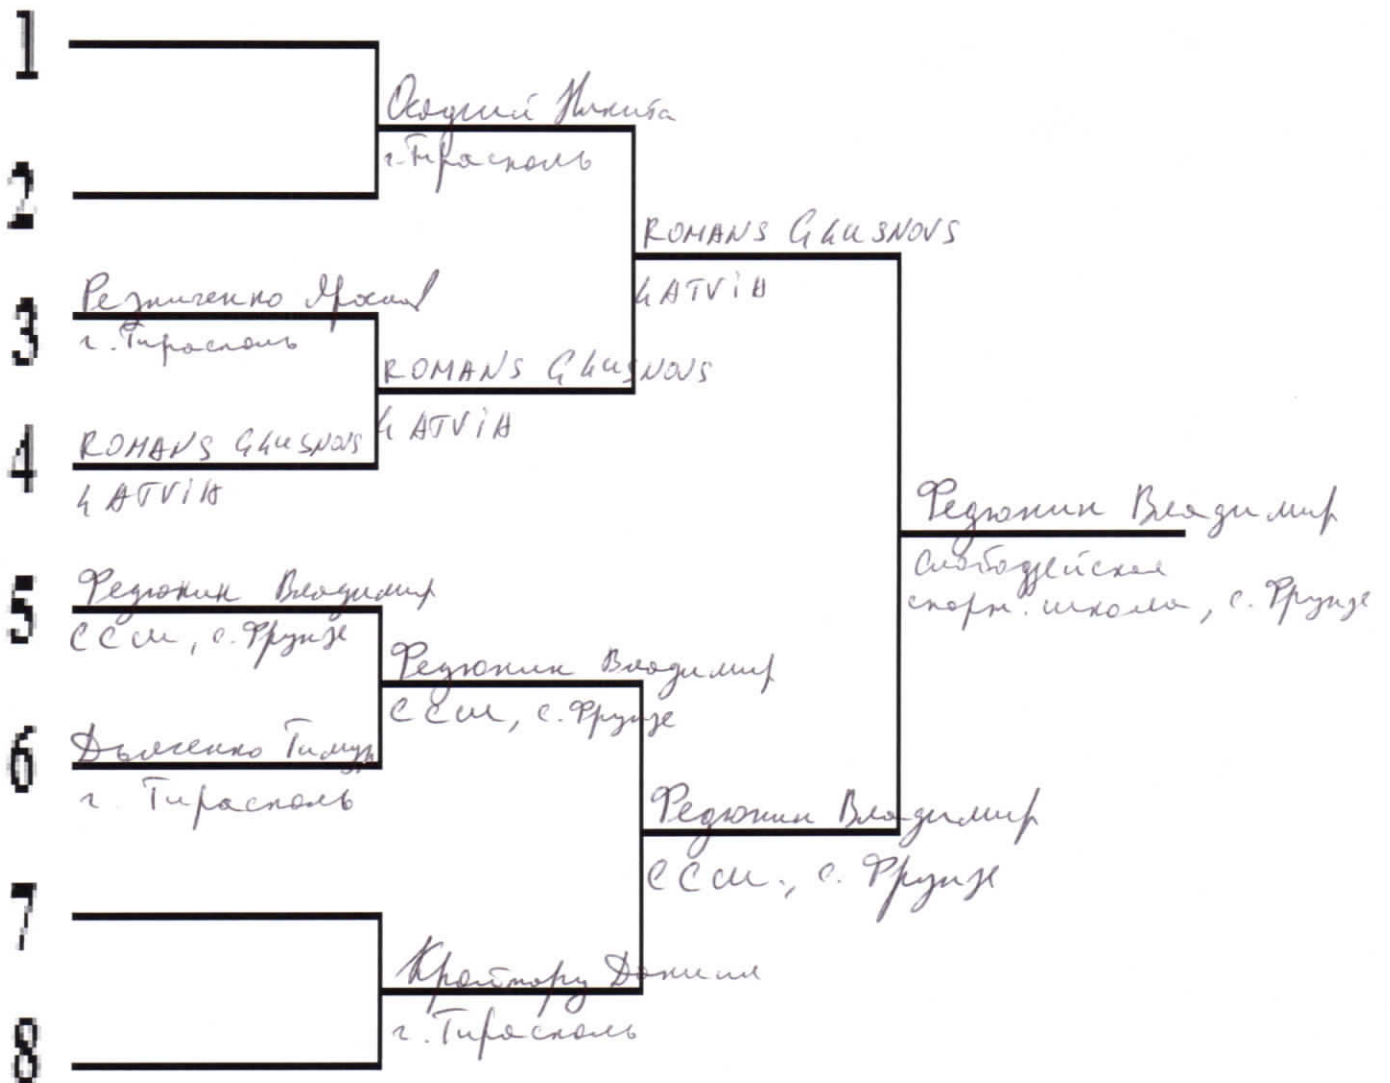 1
Осадчий Никита
г. Тирасполь
2
ROMANS GLUSNOVS
LATVIA
Резниченко
3
г. Тирасполь
ROMANS GLUSNOVS
LATVIA
4
ROMANS GLUSNOVS
LATVIA
Федюнин Владимир
Слободзейская
спорт. школа, с. Фрунзе
5
Федюнин Владимир
ССШ, с. Фрунзе
Федюнин Владимир
ССШ, с. Фрунзе
6
Дьяченко Тимур
г. Тирасполь
Федюнин Владимир
ССШ, с. Фрунзе
7
Даниил
г. Тирасполь
8